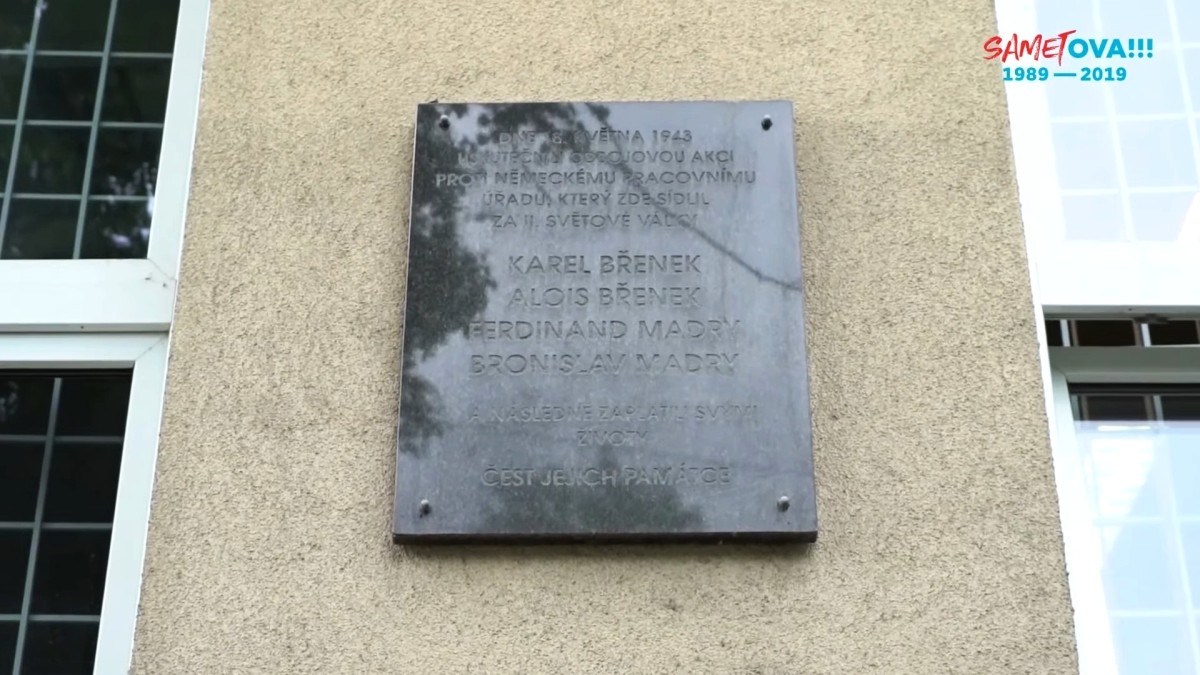 SAMETOVA!!!
1989 — 2019
DNE 18. KVĚTNA 1943
USKUTEČNILI ODBOJOVOU AKCI
PROTI NĚMECKÉMU PRACOVNÍMU
ÚŘADU, KTERÝ ZDE SÍDLIL
ZA II. SVĚTOVÉ VÁLKY
KAREL BŘENEK
ALOIS BŘENEK
FERDINAND MADRY
BRONISLAV MADRY
A NÁSLEDNĚ ZAPLATILI SVÝMI
ŽIVOTY
ČEST JEJICH PAMÁTCE